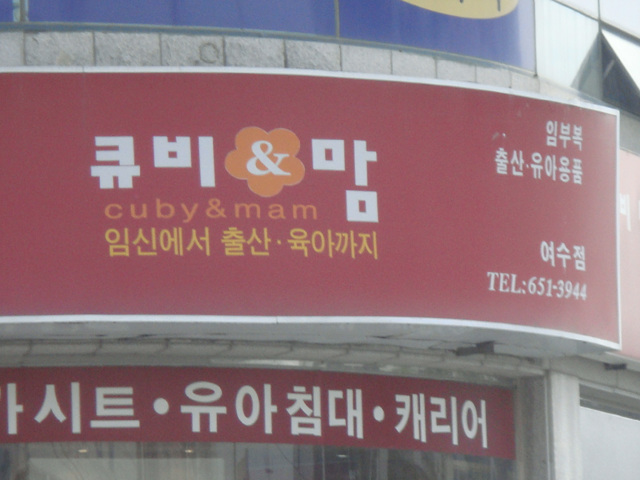 큐비&맘
cuby&mam
임신에서 출산·육아까지
임부복
출산·유아용품
여수점
TEL:651-3944
시트·유아침대·캐리어